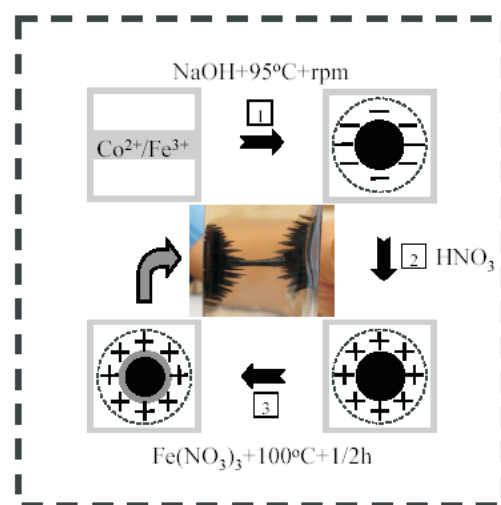 NaOH+95ºC+rpm
1
Co²⁺/Fe³⁺
2 HNO₃
3
Fe(NO₃)₃+100ºC+1/2h